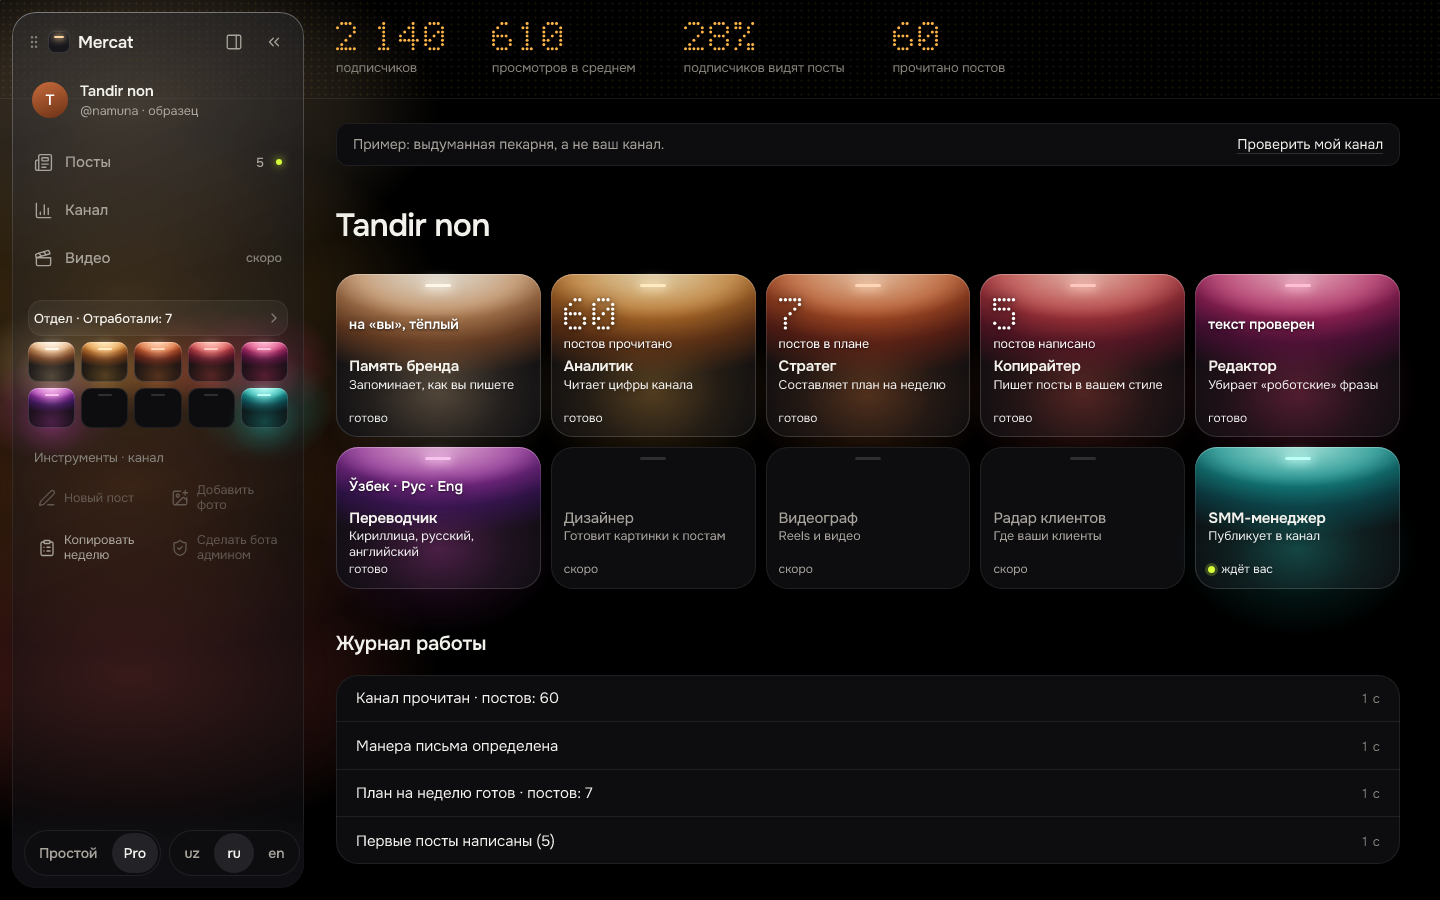 Mercat
Tandir non
@namuna · образец
Посты 5
Канал
Видео скоро
Отдел · Отработали: 7
Инструменты · канал
Новый пост
Добавить
фото
Копировать
неделю
Сделать бота
админом
Простой Pro uz ru en
2 140 610 28% 60
подписчиков просмотров в среднем подписчиков видят посты прочитано постов
Пример: выдуманная пекарня, а не ваш канал. Проверить мой канал
Tandir non
на «вы», тёплый
Память бренда
Запоминает, как вы пишете
готово
60
постов прочитано
Аналитик
Читает цифры канала
готово
7
постов в плане
Стратег
Составляет план на неделю
готово
5
постов написано
Копирайтер
Пишет посты в вашем стиле
готово
текст проверен
Редактор
Убирает «роботские» фразы
готово
Ўзбек · Рус · Eng
Переводчик
Кириллица, русский,
английский
готово
Дизайнер
Готовит картинки к постам
скоро
Видеограф
Reels и видео
скоро
Радар клиентов
Где ваши клиенты
скоро
SMM-менеджер
Публикует в канал
ждёт вас
Журнал работы
Канал прочитан · постов: 60 1 с
Манера письма определена 1 с
План на неделю готов · постов: 7 1 с
Первые посты написаны (5) 1 с